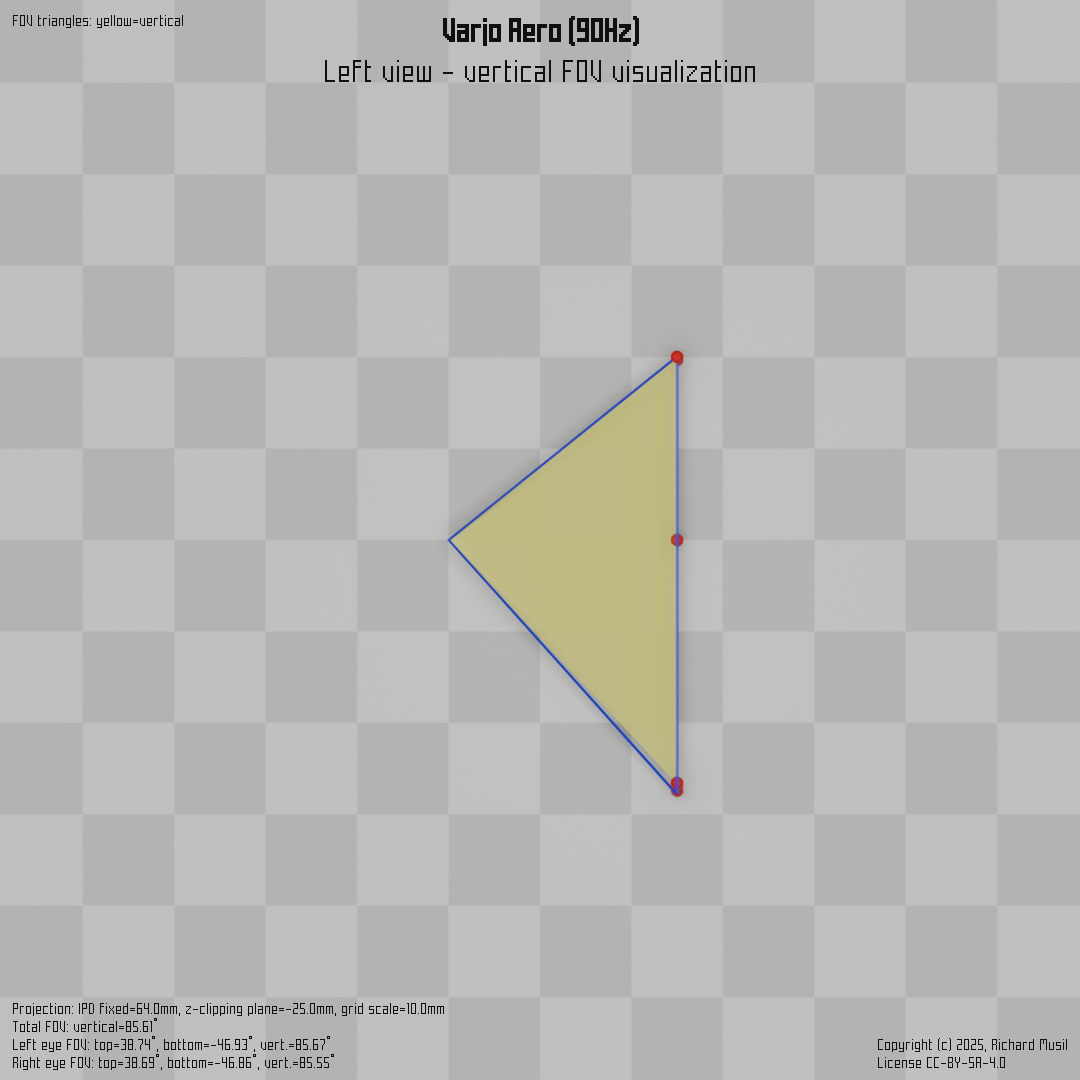 FOV triangles: yellow=vertical
Varjo Aero (90Hz)
Left view - vertical FOV visualization
Projection: IPD fixed=64.0mm, z-clipping plane=-25.0mm, grid scale=10.0mm
Total FOV: vertical=85.61°
Left eye FOV: top=38.74°, bottom=-46.93°, vert.=85.67°
Right eye FOV: top=38.69°, bottom=-46.86°, vert.=85.55°
Copyright (c) 2025, Richard Musil
License CC-BY-SA-4.0